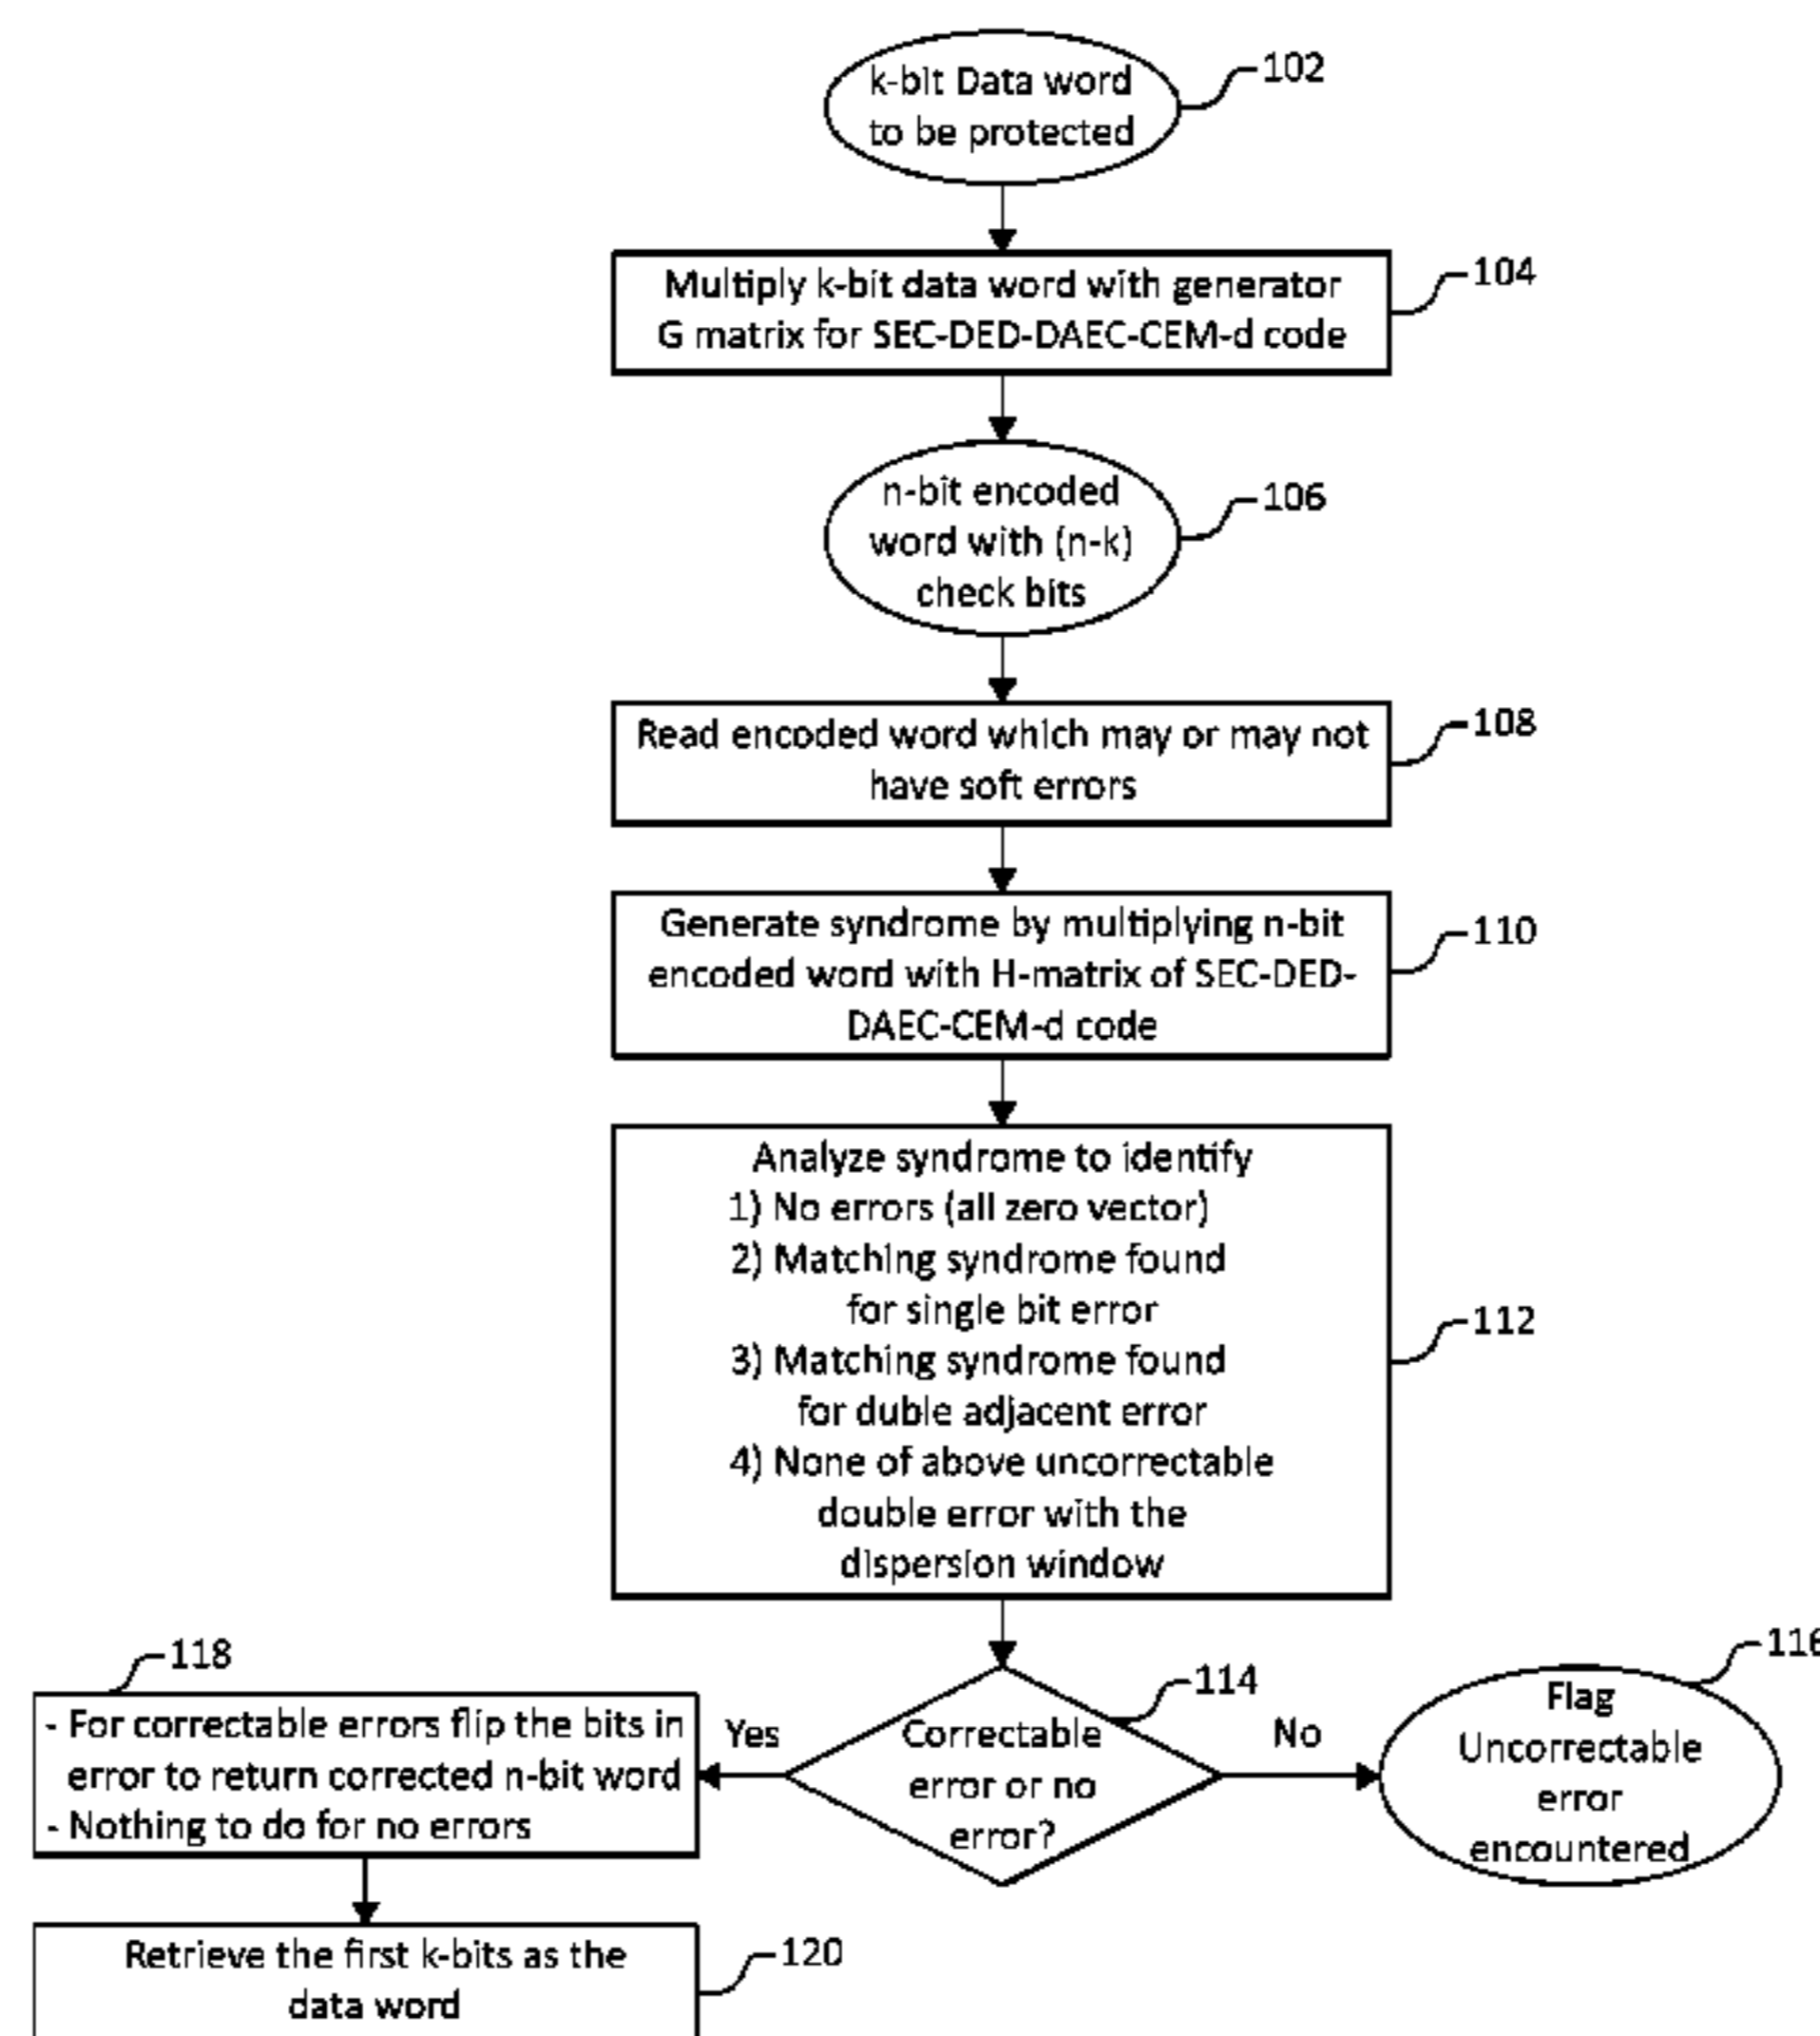 k-bit Data word
to be protected
102
Multiply k-bit data word with generator
G matrix for SEC-DED-DAEC-CEM-d code
104
n-bit encoded
word with (n-k)
check bits
106
Read encoded word which may or may not
have soft errors
108
Generate syndrome by multiplying n-bit
encoded word with H-matrix of SEC-DED-
DAEC-CEM-d code
110
Analyze syndrome to identify
1) No errors (all zero vector)
2) Matching syndrome found
for single bit error
3) Matching syndrome found
for duble adjacent error
4) None of above uncorrectable
double error with the
dispersion window
112
Correctable
error or no
error?
114
Yes
No
Flag
Uncorrectable
error
encountered
116
118
- For correctable errors flip the bits in
error to return corrected n-bit word
- Nothing to do for no errors
Retrieve the first k-bits as the
data word
120